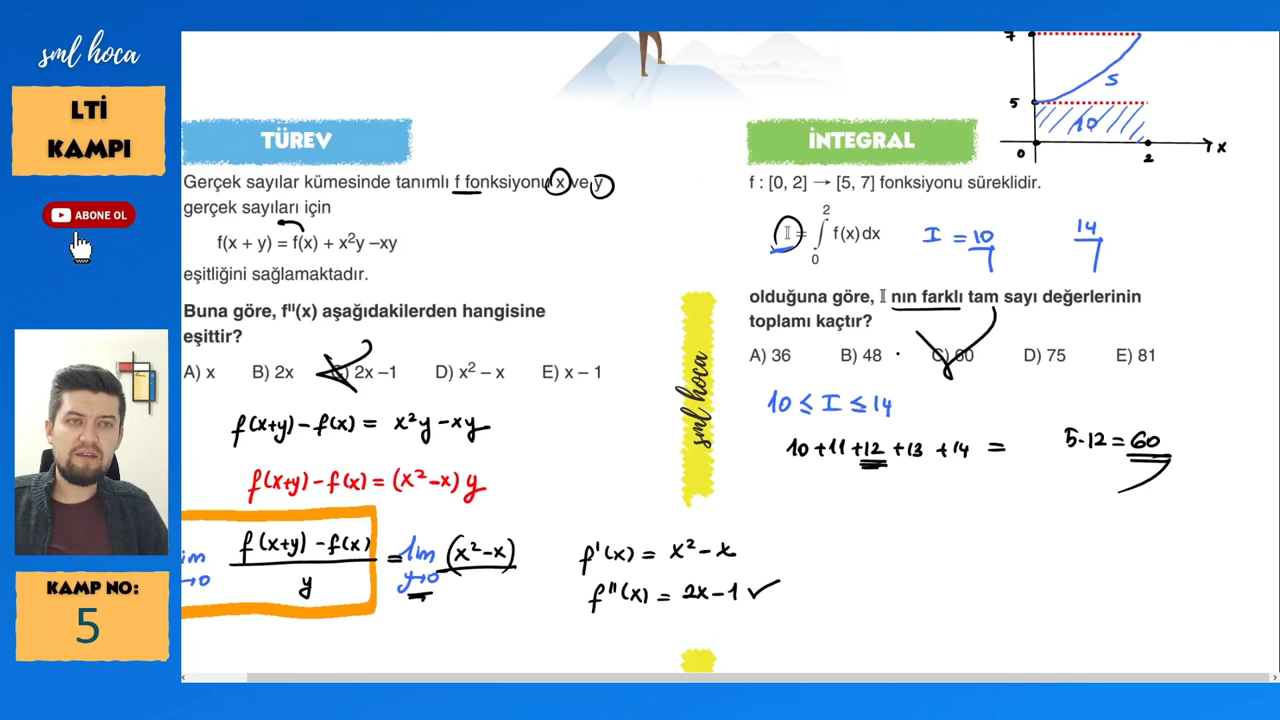 sml hoca
LTİ
KAMPI
ABONE OL
KAMP NO:
5
TÜREV
Gerçek sayılar kümesinde tanımlı f fonksiyonu x ve y
gerçek sayıları için
f(x + y) = f(x) + x²y –xy
eşitliğini sağlamaktadır.
Buna göre, f''(x) aşağıdakilerden hangisine
eşittir?
A) x B) 2x C) 2x –1 D) x² – x E) x – 1
f(x+y) – f(x) = x²y – xy
f(x+y) – f(x) = (x² – x) y
lim y→0 f(x+y) – f(x) / y = lim y→0 (x² – x)
f'(x) = x² – x
f''(x) = 2x – 1 ✓
sml hoca
7
5
S
10
0
2
x
İNTEGRAL
f : [0, 2] → [5, 7] fonksiyonu süreklidir.
I = ∫₀² f(x) dx
I = 10
14
olduğuna göre, I nın farklı tam sayı değerlerinin
toplamı kaçtır?
A) 36 B) 48 C) 60 D) 75 E) 81
10 ≤ I ≤ 14
10 + 11 + 12 + 13 + 14 = 5·12 = 60